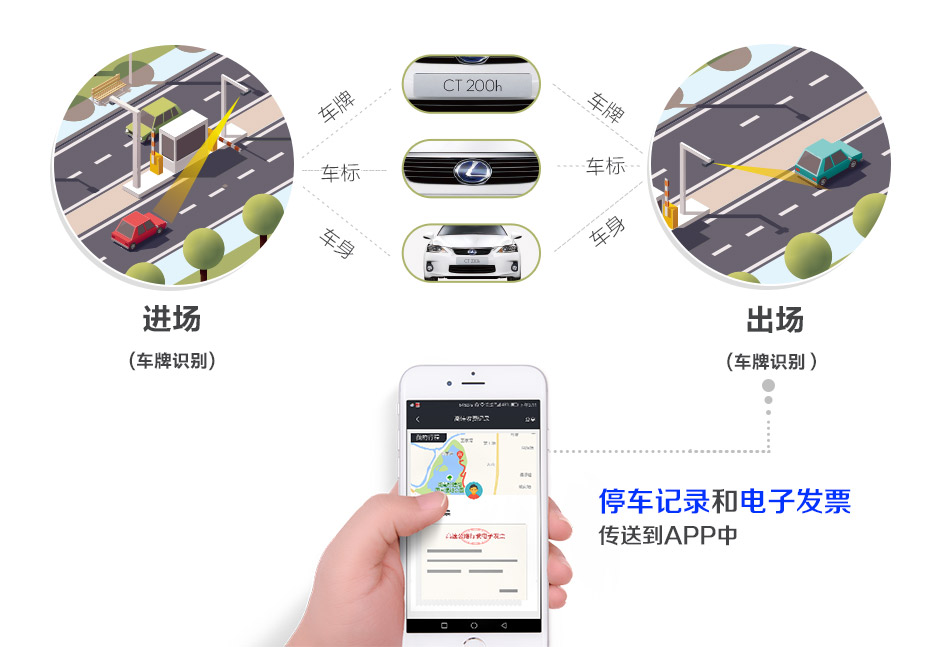 CT 200h
车牌
车牌
车标
车标
车身
车身
进场
出场
(车牌识别)
(车牌识别 )
停车记录和电子发票
传送到APP中